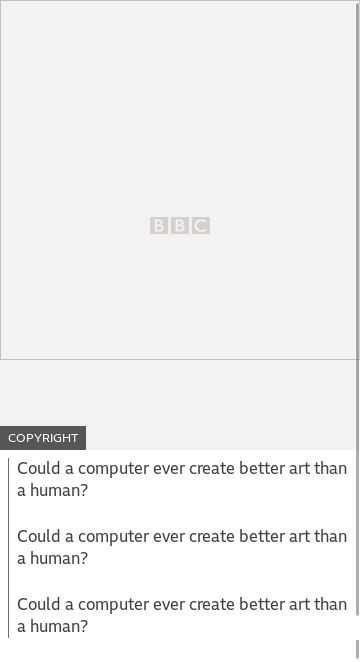 BBC
COPYRIGHT
Could a computer ever create better art than
a human?
Could a computer ever create better art than
a human?
Could a computer ever create better art than
a human?